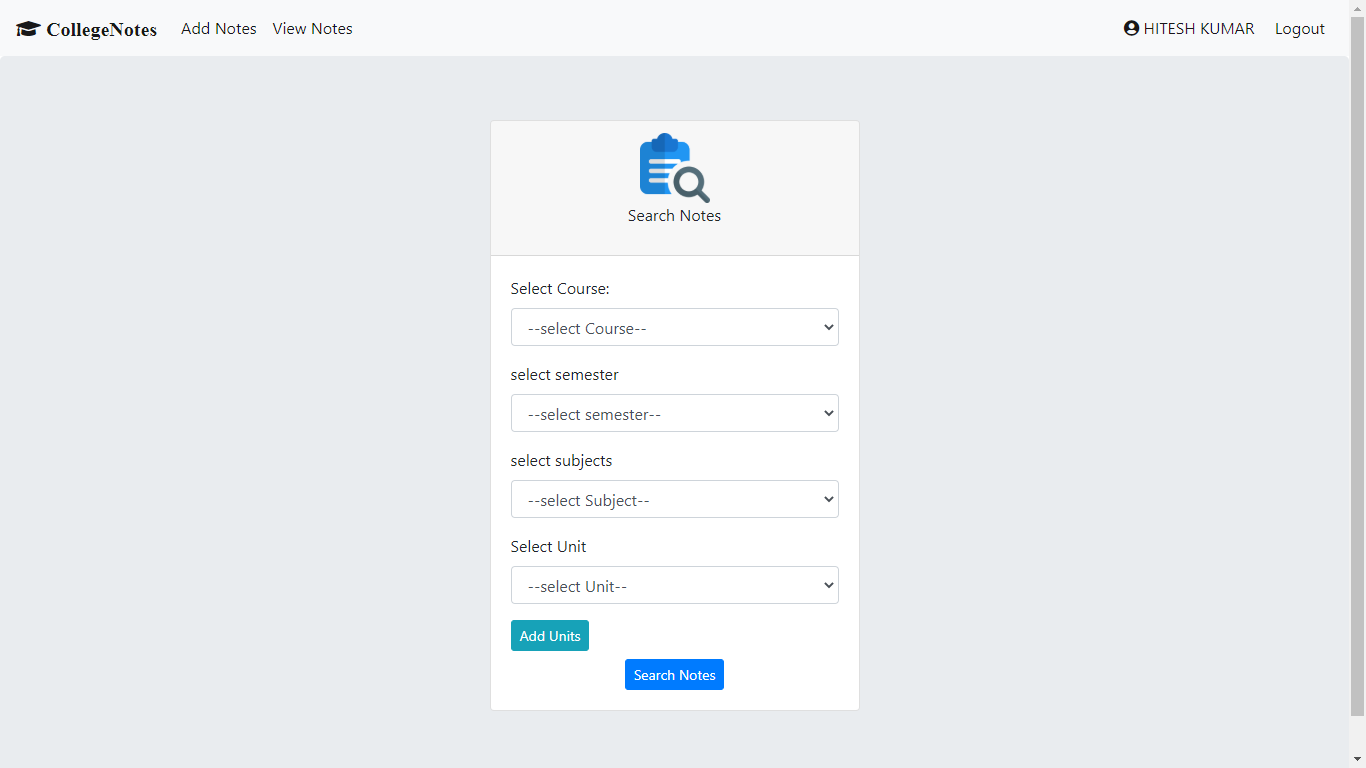 CollegeNotes Add Notes View Notes HITESH KUMAR Logout
Search Notes
Select Course:
--select Course--
select semester
--select semester--
select subjects
--select Subject--
Select Unit
--select Unit--
Add Units
Search Notes